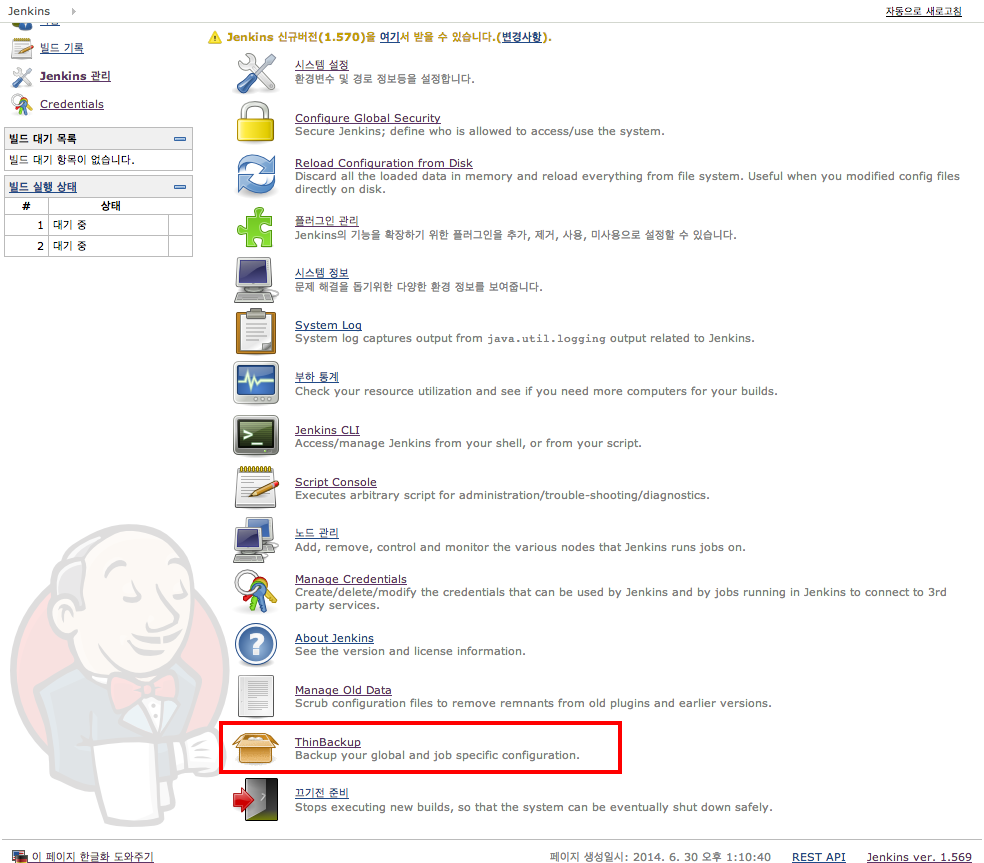 Jenkins
자동으로 새로고침
빌드 기록
Jenkins 관리
Credentials
빌드 대기 목록
빌드 대기 항목이 없습니다.
빌드 실행 상태
# 상태
1 대기 중
2 대기 중
Jenkins 신규버전(1.570)을 여기서 받을 수 있습니다.(변경사항).
시스템 설정
환경변수 및 경로 정보등을 설정합니다.
Configure Global Security
Secure Jenkins; define who is allowed to access/use the system.
Reload Configuration from Disk
Discard all the loaded data in memory and reload everything from file system. Useful when you modified config files
directly on disk.
플러그인 관리
Jenkins의 기능을 확장하기 위한 플러그인을 추가, 제거, 사용, 미사용으로 설정할 수 있습니다.
시스템 정보
문제 해결을 돕기위한 다양한 환경 정보를 보여줍니다.
System Log
System log captures output from java.util.logging output related to Jenkins.
부하 통계
Check your resource utilization and see if you need more computers for your builds.
Jenkins CLI
Access/manage Jenkins from your shell, or from your script.
Script Console
Executes arbitrary script for administration/trouble-shooting/diagnostics.
노드 관리
Add, remove, control and monitor the various nodes that Jenkins runs jobs on.
Manage Credentials
Create/delete/modify the credentials that can be used by Jenkins and by jobs running in Jenkins to connect to 3rd
party services.
About Jenkins
See the version and license information.
Manage Old Data
Scrub configuration files to remove remnants from old plugins and earlier versions.
ThinBackup
Backup your global and job specific configuration.
끄기전 준비
Stops executing new builds, so that the system can be eventually shut down safely.
이 페이지 한글화 도와주기
페이지 생성일시: 2014. 6. 30 오후 1:10:40 REST API Jenkins ver. 1.569